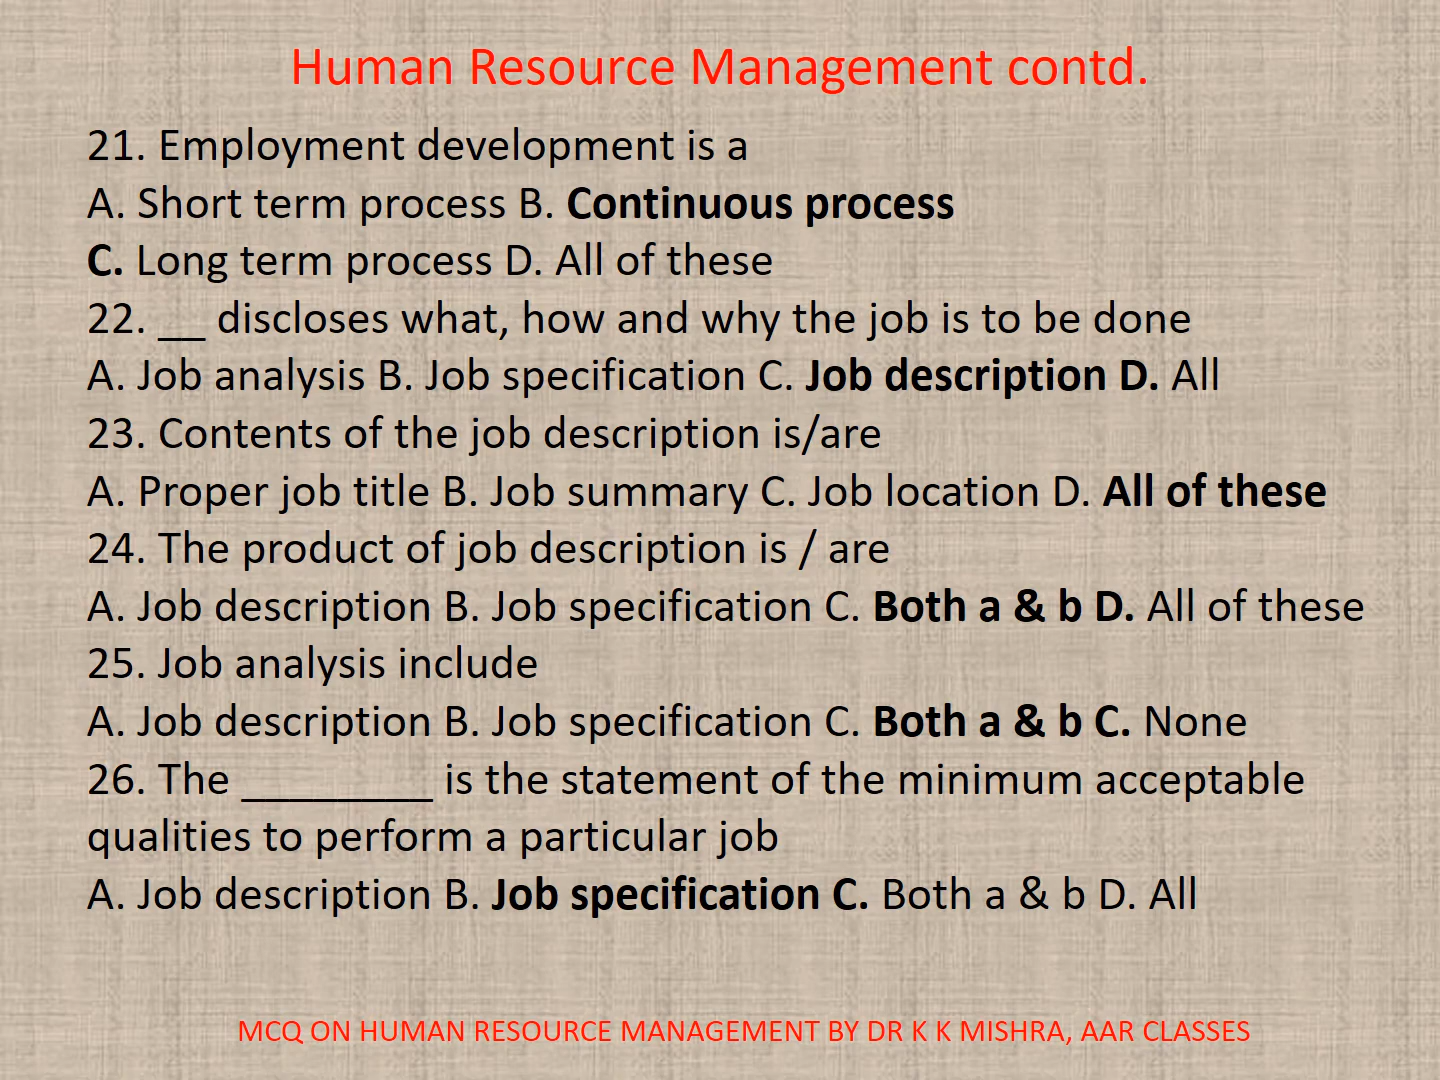 Human Resource Management contd.
21. Employment development is a
A. Short term process B. Continuous process
C. Long term process D. All of these
22. __ discloses what, how and why the job is to be done
A. Job analysis B. Job specification C. Job description D. All
23. Contents of the job description is/are
A. Proper job title B. Job summary C. Job location D. All of these
24. The product of job description is / are
A. Job description B. Job specification C. Both a & b D. All of these
25. Job analysis include
A. Job description B. Job specification C. Both a & b C. None
26. The ________ is the statement of the minimum acceptable
qualities to perform a particular job
A. Job description B. Job specification C. Both a & b D. All
MCQ ON HUMAN RESOURCE MANAGEMENT BY DR K K MISHRA, AAR CLASSES